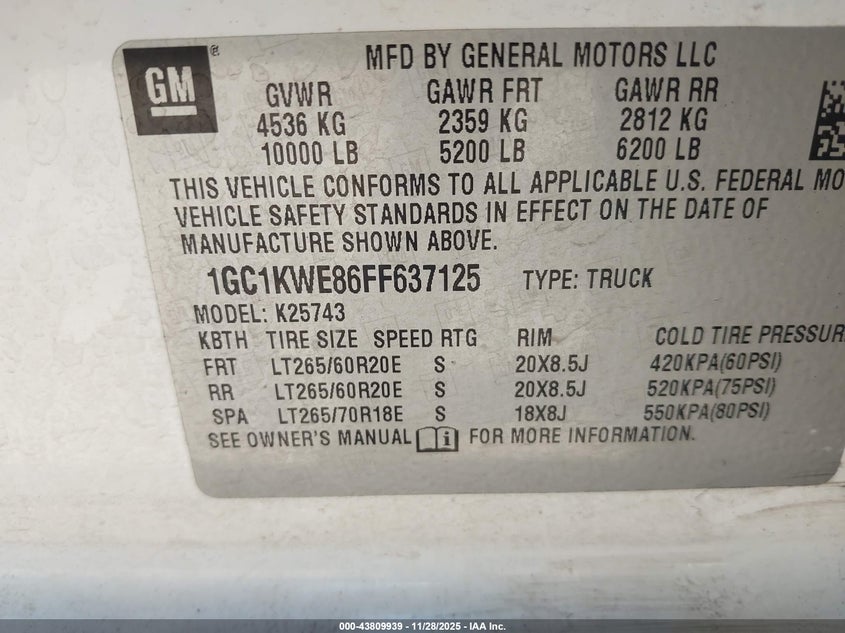 GM ®
MFD BY GENERAL MOTORS LLC
GVWR GAWR FRT GAWR RR
4536 KG 2359 KG 2812 KG
10000 LB 5200 LB 6200 LB
THIS VEHICLE CONFORMS TO ALL APPLICABLE U.S. FEDERAL MO
VEHICLE SAFETY STANDARDS IN EFFECT ON THE DATE OF
MANUFACTURE SHOWN ABOVE.
1GC1KWE86FF637125 TYPE: TRUCK
MODEL: K25743
KBTH TIRE SIZE SPEED RTG RIM COLD TIRE PRESSUR
FRT LT265/60R20E S 20X8.5J 420KPA(60PSI)
RR LT265/60R20E S 20X8.5J 520KPA(75PSI)
SPA LT265/70R18E S 18X8J 550KPA(80PSI)
SEE OWNER'S MANUAL i FOR MORE INFORMATION.
000-43809939 - 11/28/2025 - IAA Inc.